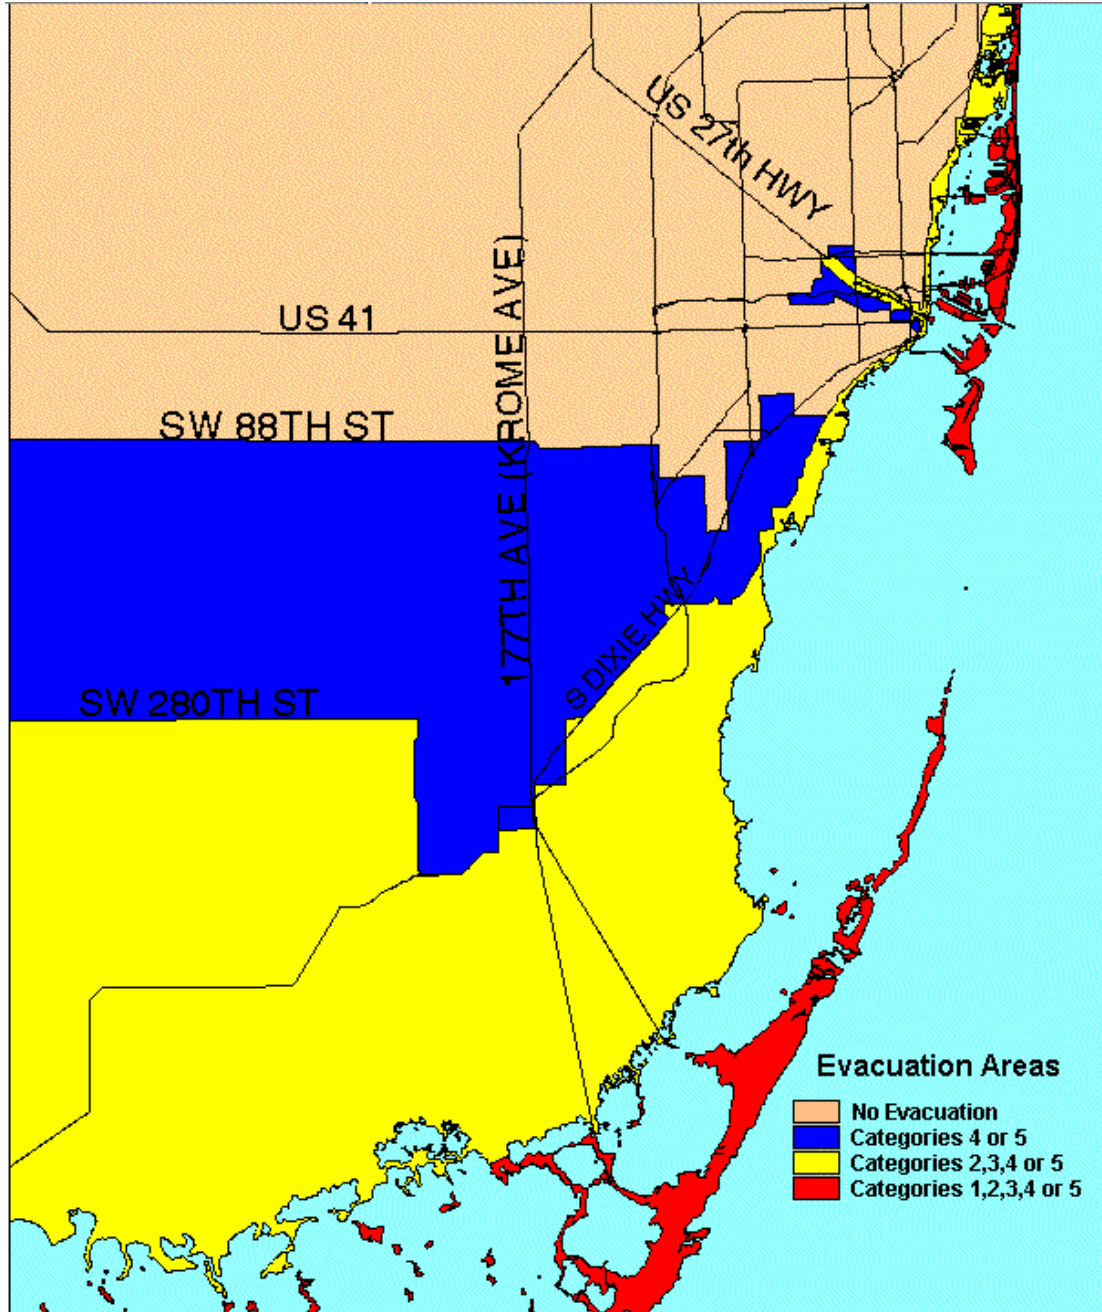 US 27th HWY
US 41
SW 88TH ST
177TH AVE (KROME AVE)
S DIXIE HWY
SW 280TH ST
Evacuation Areas
No Evacuation
Categories 4 or 5
Categories 2,3,4 or 5
Categories 1,2,3,4 or 5